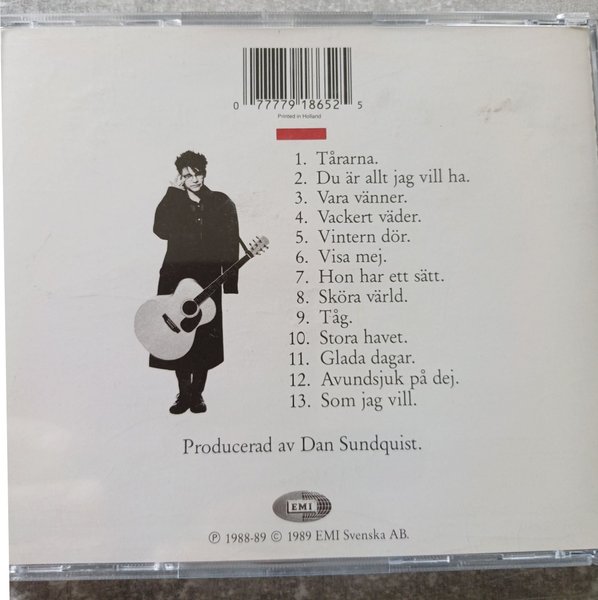 0 77779 18652 5
Printed in Holland
1. Tårarna.
2. Du är allt jag vill ha.
3. Vara vänner.
4. Vackert väder.
5. Vintern dör.
6. Visa mej.
7. Hon har ett sätt.
8. Sköra värld.
9. Tåg.
10. Stora havet.
11. Glada dagar.
12. Avundsjuk på dej.
13. Som jag vill.
Producerad av Dan Sundquist.
EMI
℗ 1988-89 © 1989 EMI Svenska AB.